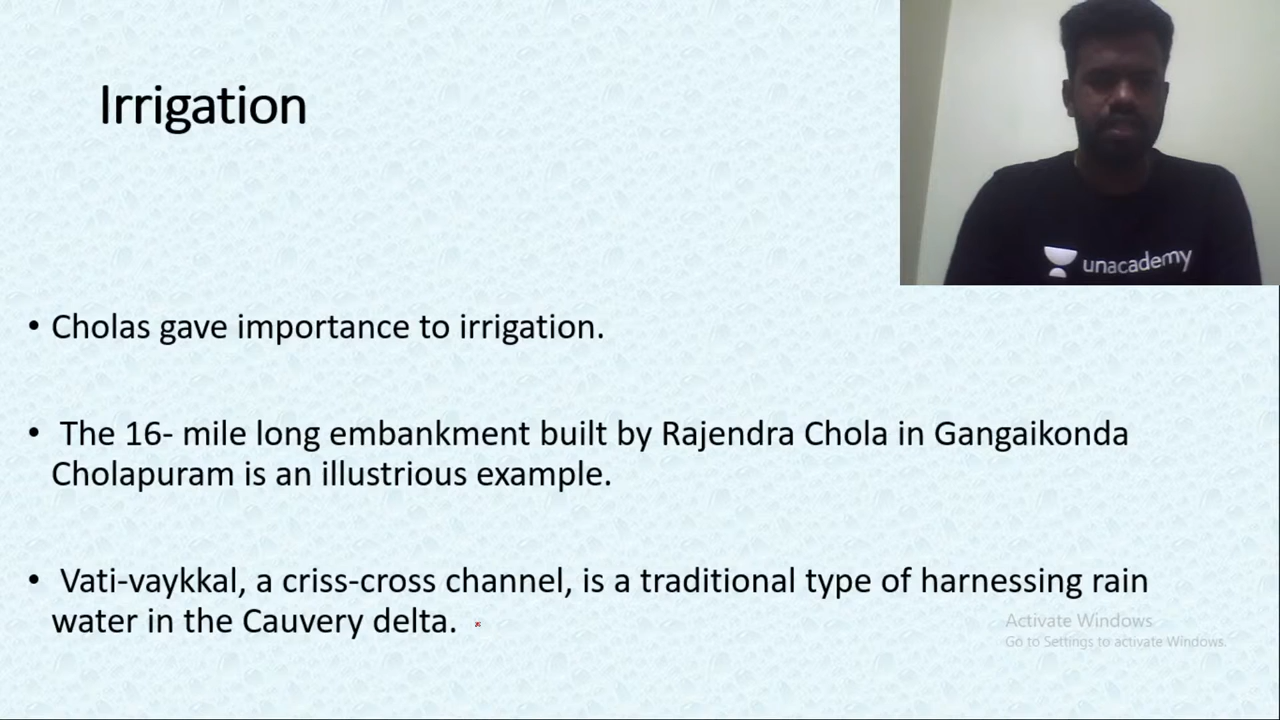 Irrigation
unacademy
• Cholas gave importance to irrigation.
• The 16- mile long embankment built by Rajendra Chola in Gangaikonda
Cholapuram is an illustrious example.
• Vati-vaykkal, a criss-cross channel, is a traditional type of harnessing rain
water in the Cauvery delta.
Activate Windows
Go to Settings to activate Windows.